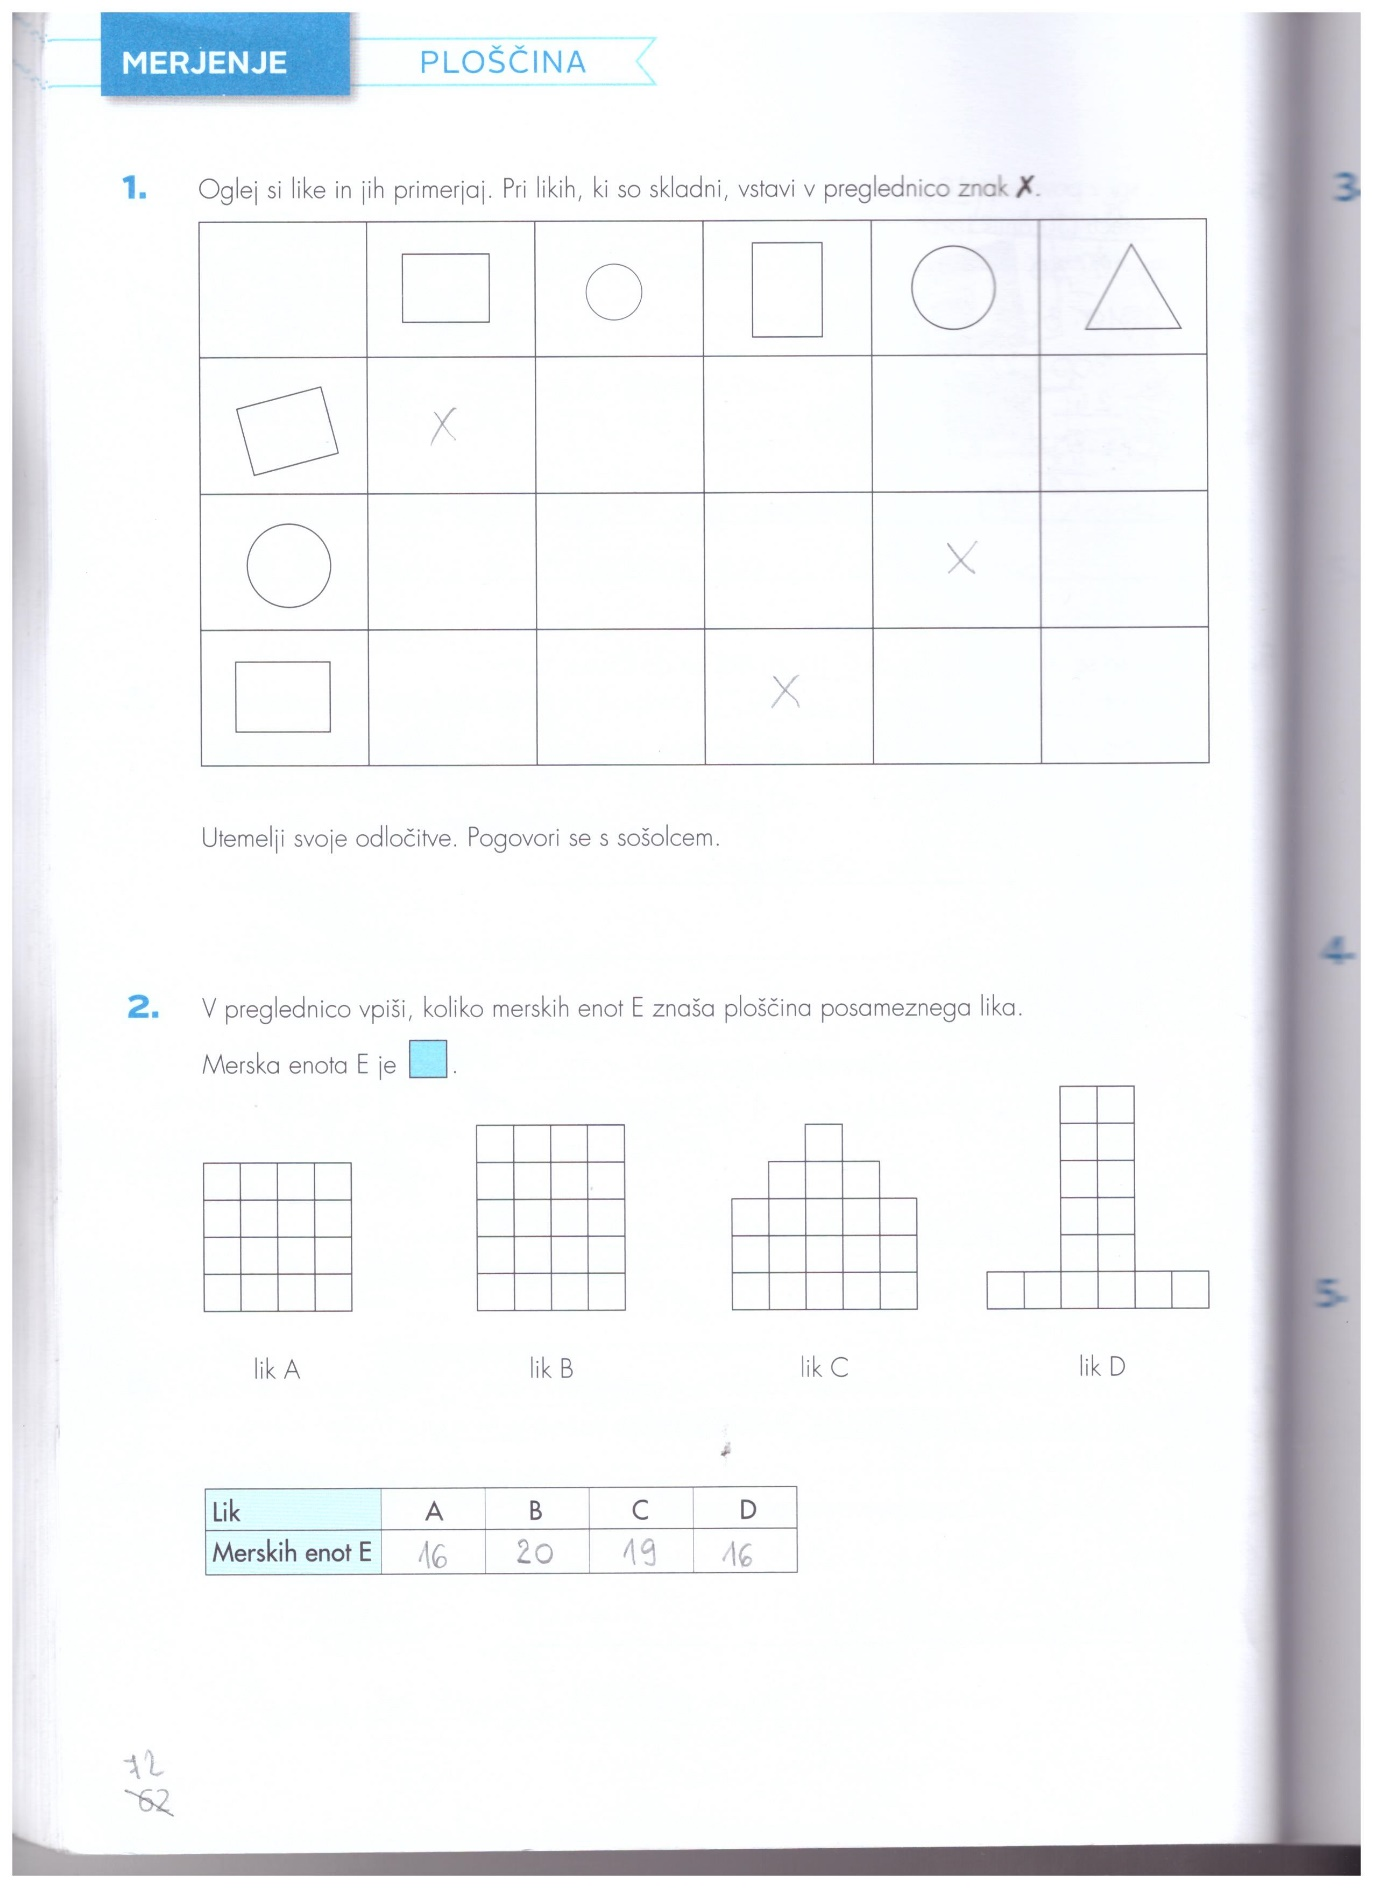 MERJENJE PLOŠČINA
1. Oglej si like in jih primerjaj. Pri likih, ki so skladni, vstavi v preglednico znak ✗.
X
X
X
Utemelji svoje odločitve. Pogovori se s sošolcem.
2. V preglednico vpiši, koliko merskih enot E znaša ploščina posameznega lika.
Merska enota E je .
lik A lik B lik C lik D
Lik A B C D
Merskih enot E 16 20 19 16
72
62
3
4
5